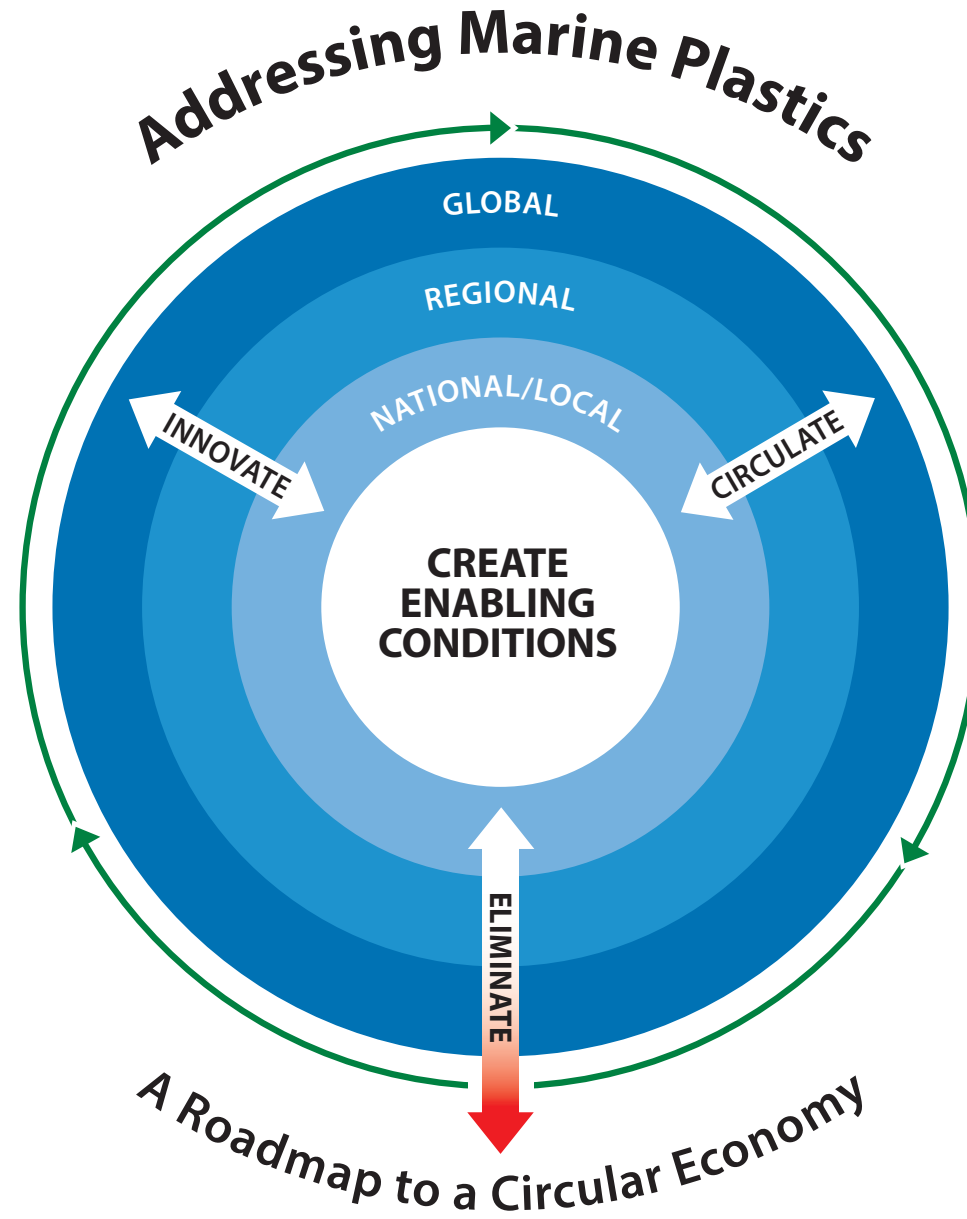 Addressing Marine Plastics
GLOBAL
REGIONAL
NATIONAL/LOCAL
INNOVATE
CIRCULATE
CREATE
ENABLING
CONDITIONS
ELIMINATE
A Roadmap to a Circular Economy